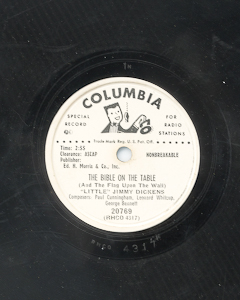 COLUMBIA
SPECIAL RECORD FOR RADIO STATIONS
Trade Mark Reg. U.S. Pat. Off.
Time: 2:55
Clearance: ASCAP NONBREAKABLE
Publisher:
Ed. H. Morris & Co., Inc.
THE BIBLE ON THE TABLE
(And The Flag Upon The Wall)
"LITTLE" JIMMY DICKENS
Composers: Paul Cunningham, Leonard Whitcup,
George Bennett
20769
(RHCO 4317)